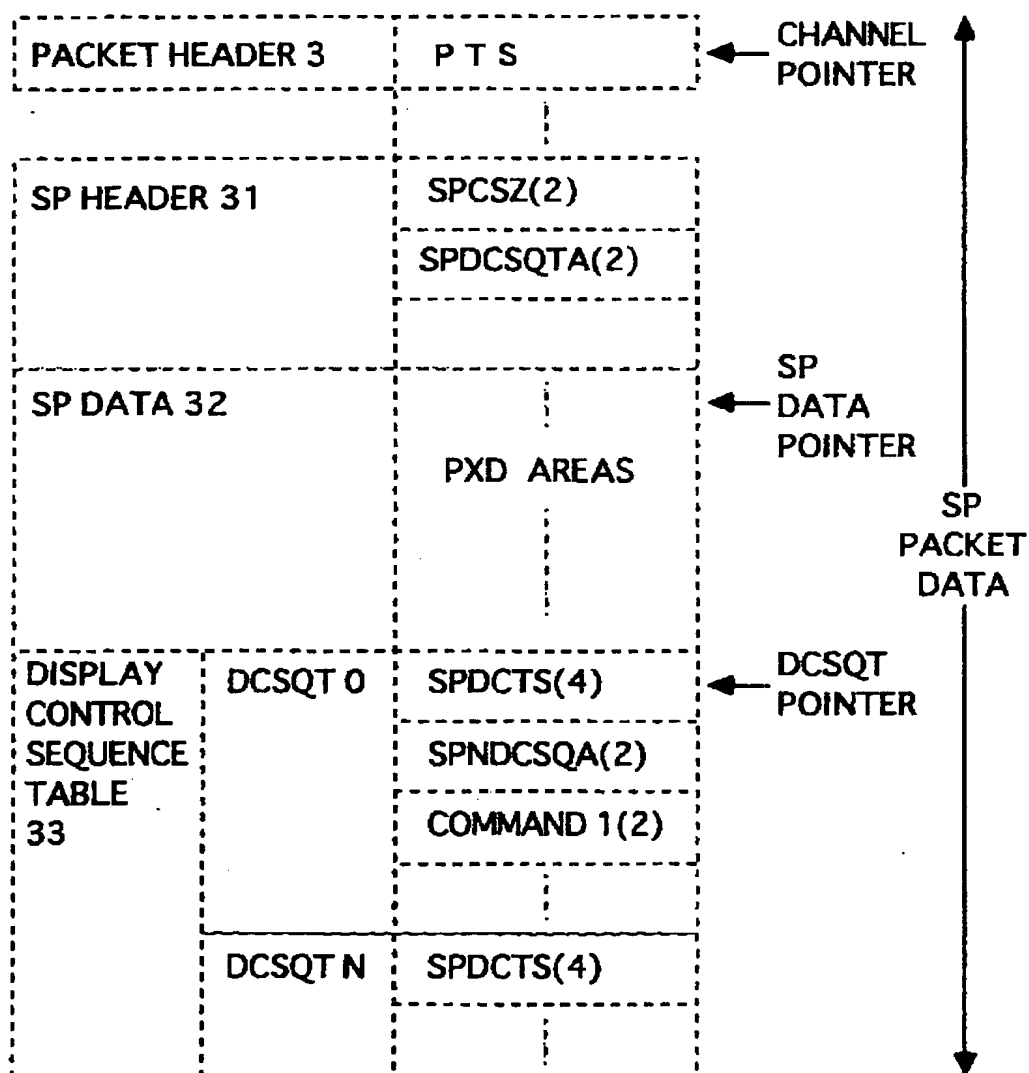 PACKET HEADER 3
PTS
CHANNEL
POINTER
SP HEADER 31
SPCSZ(2)
SPDCSQTA(2)
SP DATA 32
PXD AREAS
SP
DATA
POINTER
SP
PACKET
DATA
DISPLAY
CONTROL
SEQUENCE
TABLE
33
DCSQT 0
SPDCTS(4)
DCSQT
POINTER
SPNDCSQA(2)
COMMAND 1(2)
DCSQT N
SPDCTS(4)